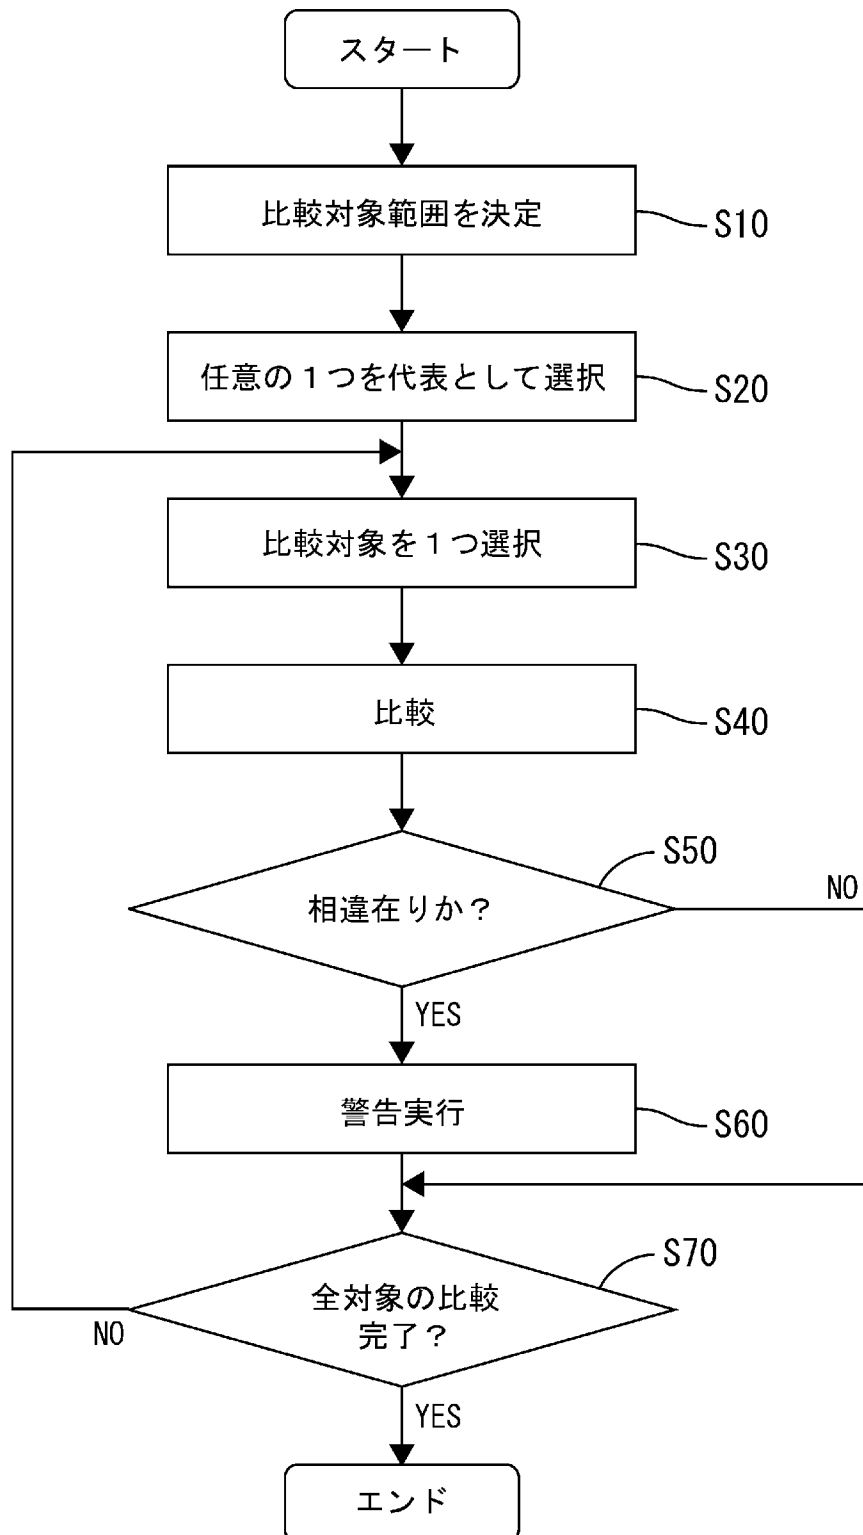 スタート
比較対象範囲を決定
S10
任意の１つを代表として選択
S20
比較対象を１つ選択
S30
比較
S40
相違在りか？
S50
NO
YES
警告実行
S60
全対象の比較
完了？
S70
NO
YES
エンド